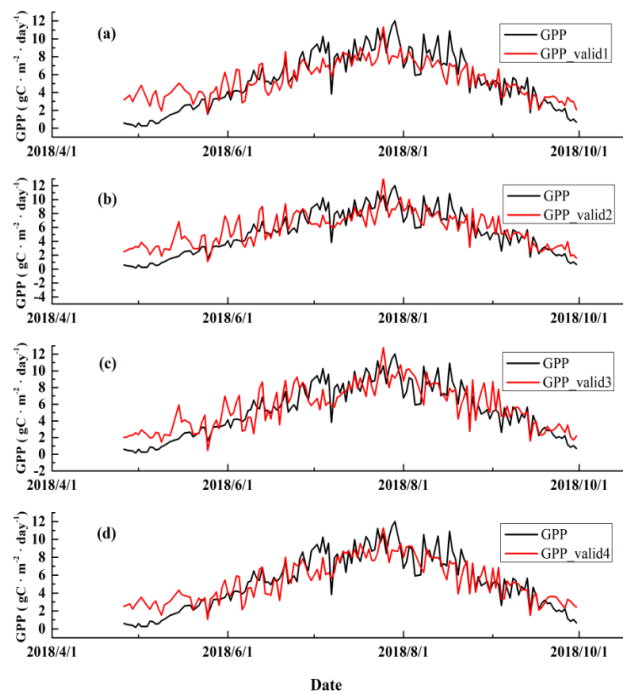 (a)
GPP
GPP_valid1
GPP ( gC · m⁻² · day⁻¹)
12
10
8
6
4
2
0
2018/4/1 2018/6/1 2018/8/1 2018/10/1
(b)
GPP
GPP_valid2
GPP ( gC · m⁻² · day⁻¹)
12
10
8
6
4
2
0
-2
-4
2018/4/1 2018/6/1 2018/8/1 2018/10/1
(c)
GPP
GPP_valid3
GPP ( gC · m⁻² · day⁻¹)
12
10
8
6
4
2
0
-2
2018/4/1 2018/6/1 2018/8/1 2018/10/1
(d)
GPP
GPP_valid4
GPP ( gC · m⁻² · day⁻¹)
12
10
8
6
4
2
0
2018/4/1 2018/6/1 2018/8/1 2018/10/1
Date